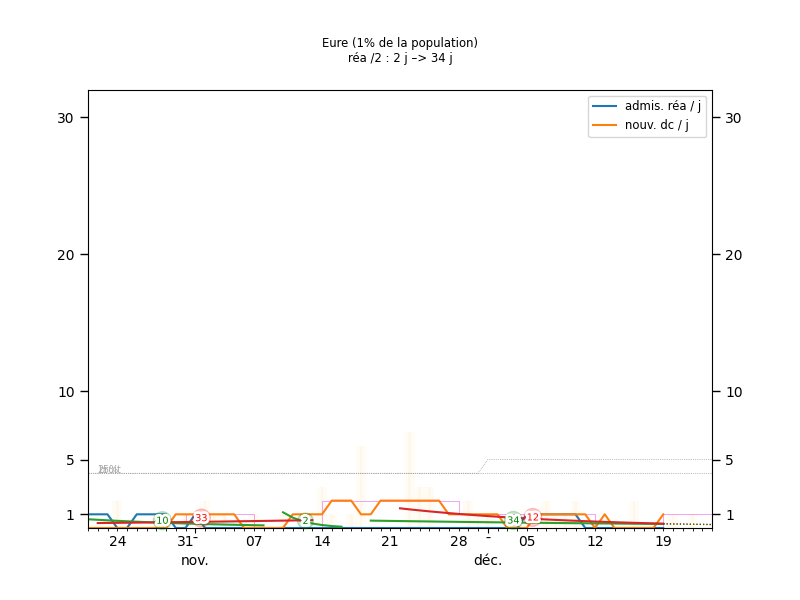 Eure (1% de la population)
réa /2 : 2 j –> 34 j
admis. réa / j
nouv. dc / j
30 30
20 20
10 10
5 5
1 1
10 33 2 34 12
24 31 - 07 14 21 28 - 05 12 19
nov. déc.